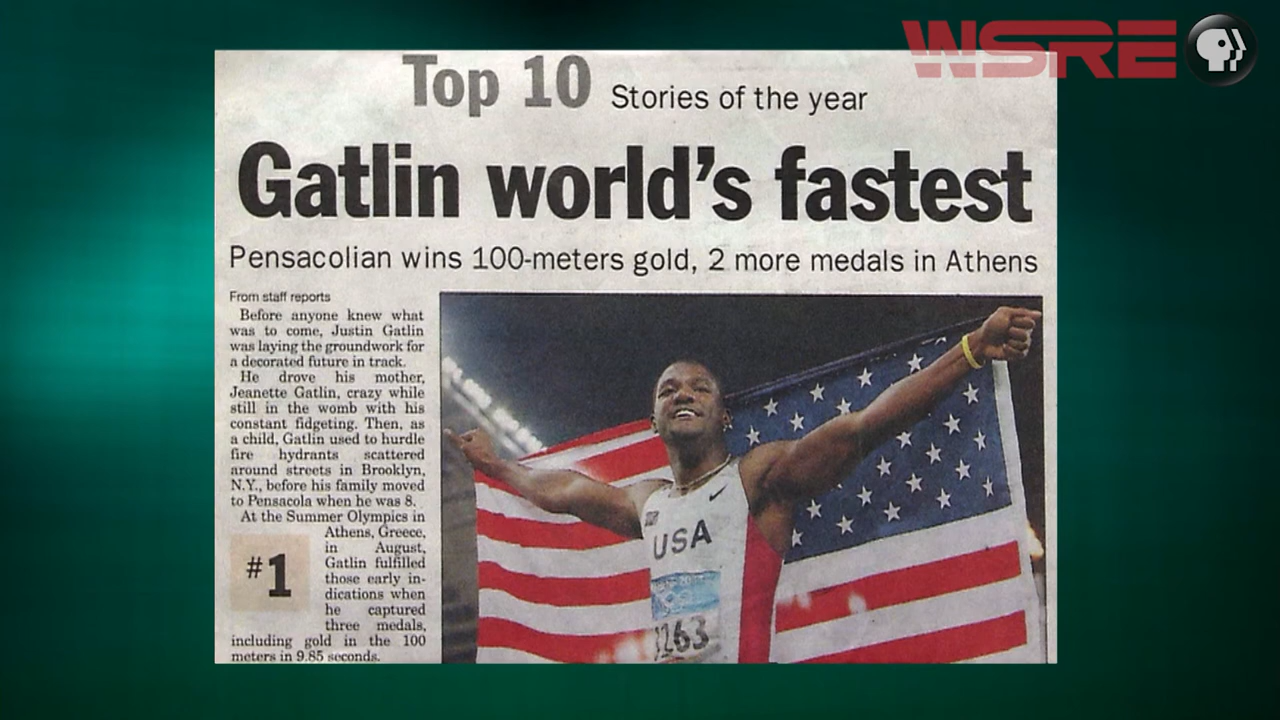 WSRE
Top 10 Stories of the year
Gatlin world's fastest
Pensacolian wins 100-meters gold, 2 more medals in Athens
From staff reports
Before anyone knew what
was to come, Justin Gatlin
was laying the groundwork for
a decorated future in track.
He drove his mother,
Jeanette Gatlin, crazy while
still in the womb with his
constant fidgeting. Then, as
a child, Gatlin used to hurdle
fire hydrants scattered
around streets in Brooklyn,
N.Y., before his family moved
to Pensacola when he was 8.
At the Summer Olympics in
Athens, Greece,
in August,
Gatlin fulfilled
those early in-
dications when
he captured
three medals,
including gold in the 100
meters in 9.85 seconds.
#1
USA
3263